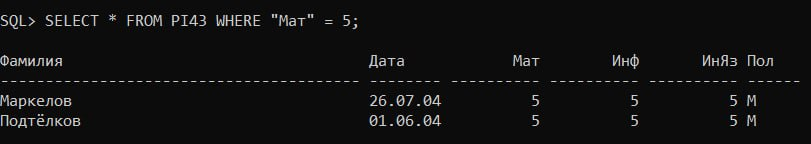 SQL> SELECT * FROM PI43 WHERE "Мат" = 5;
Фамилия Дата Мат Инф ИнЯз Пол
------------------------------------ -------- ---------- ---------- ---------- ------
Маркелов 26.07.04 5 5 5 М
Подтёлков 01.06.04 5 5 5 М